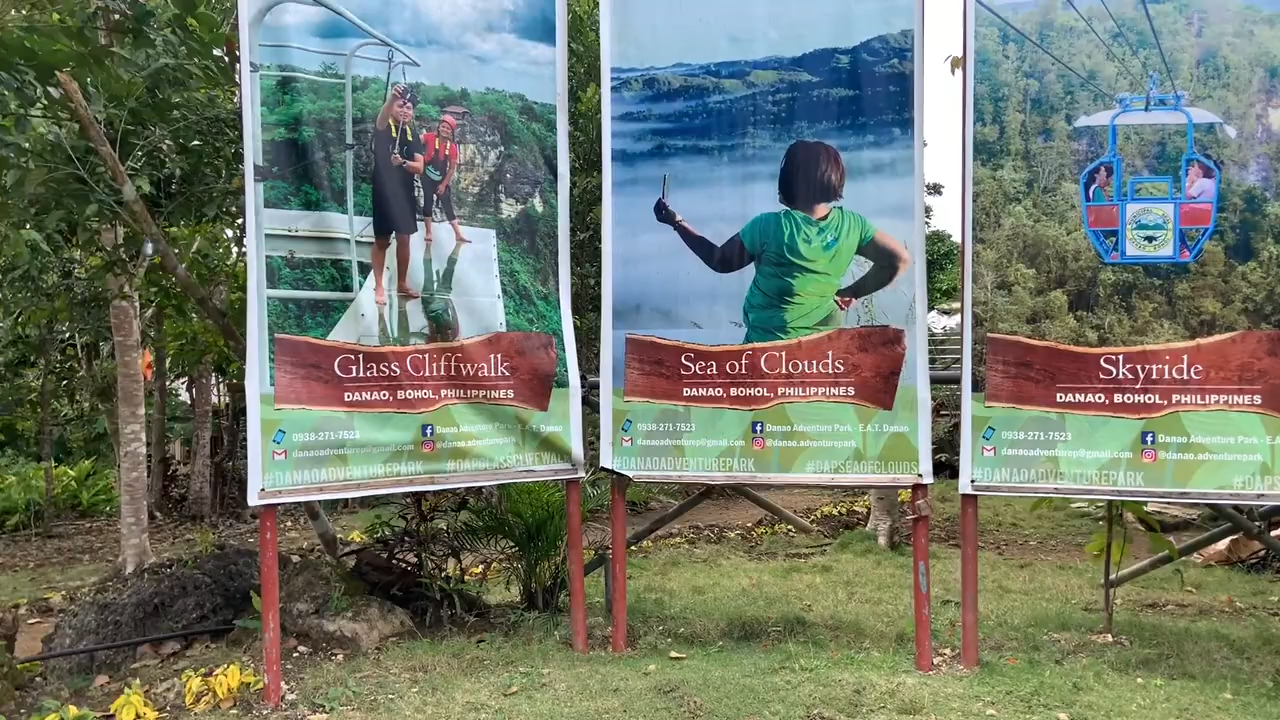 Glass Cliffwalk
DANAO, BOHOL, PHILIPPINES
0938-271-7523
Danao Adventure Park - E.A.T. Danao
danaoadventurep@gmail.com
@danao.adventurepark
#DANAOADVENTUREPARK
#DAPGLASSCLIFFWALK
Sea of Clouds
DANAO, BOHOL, PHILIPPINES
0938-271-7523
Danao Adventure Park - E.A.T. Danao
danaoadventurep@gmail.com
@danao.adventurepark
#DANAOADVENTUREPARK
#DAPSEAOFCLOUDS
Skyride
DANAO, BOHOL, PHILIPPINES
0938-271-7523
Danao Adventure Park - E.A
danaoadventurep@gmail.com
@danao.adventurepark
#DANAOADVENTUREPARK
#DAPS